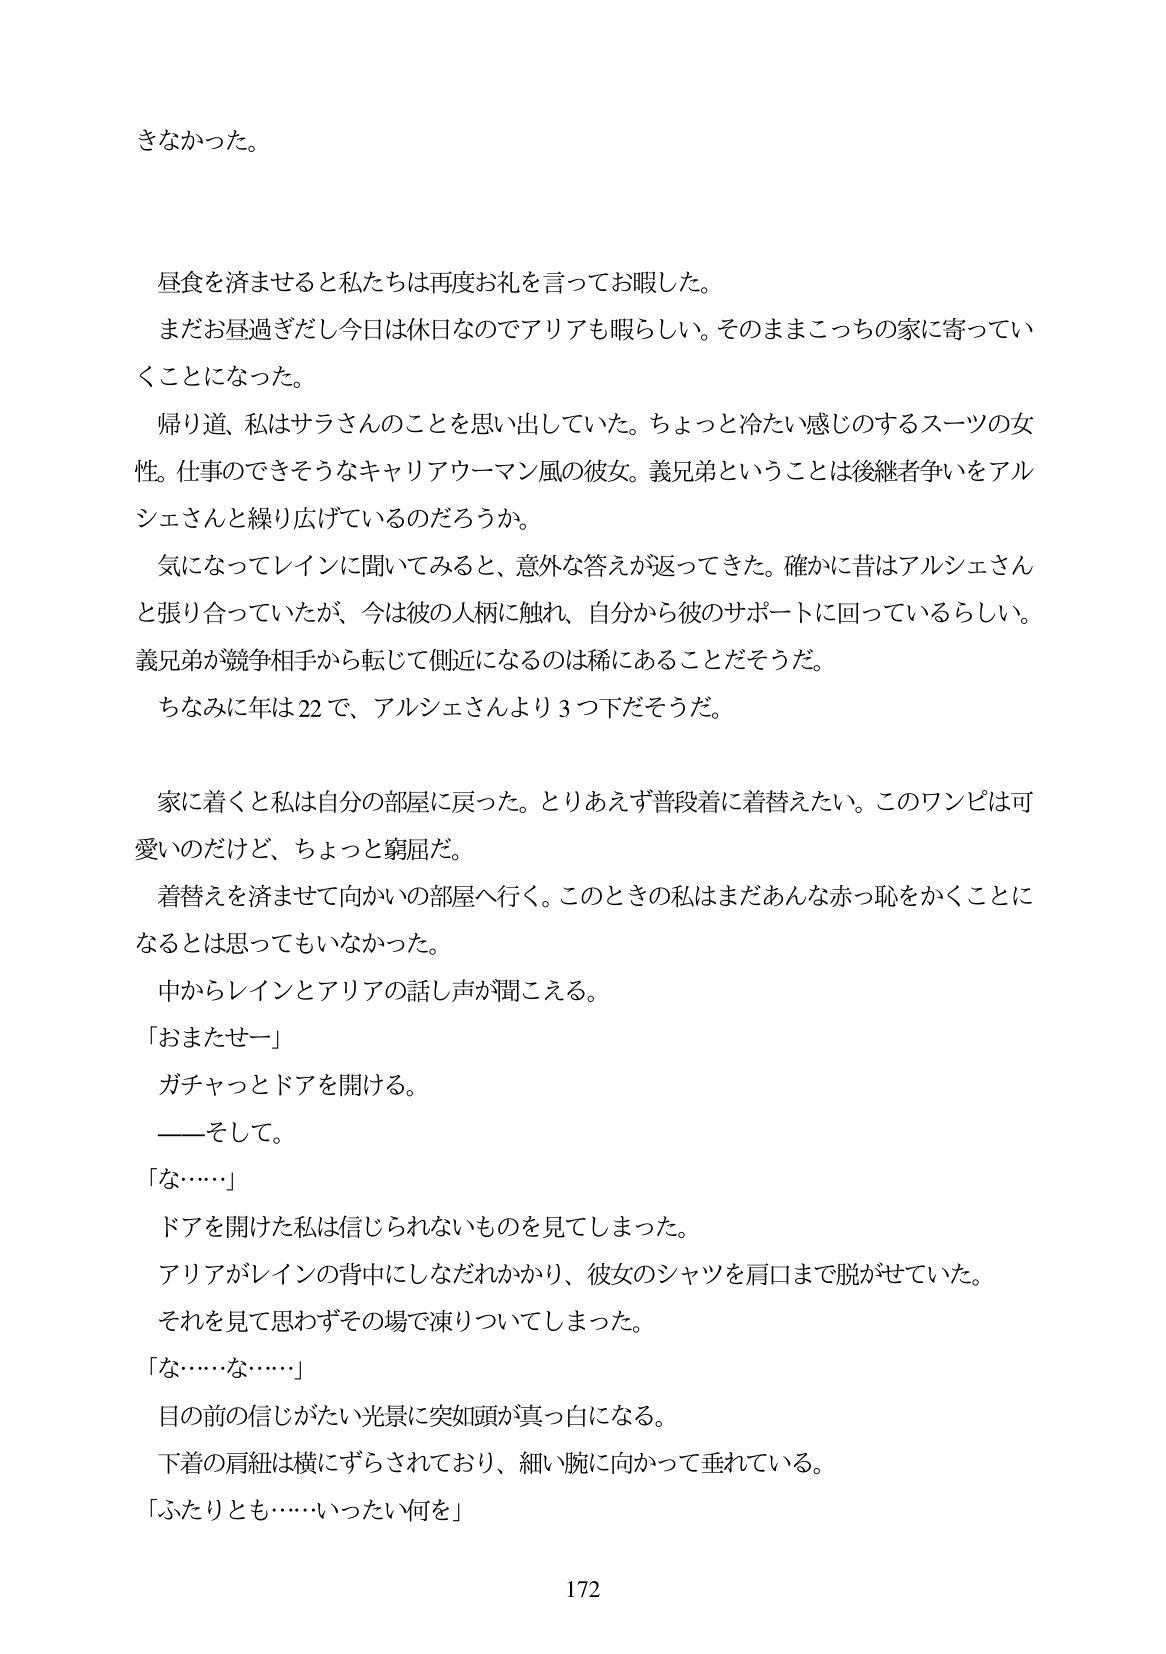 きなかった。
昼食を済ませると私たちは再度お礼を言ってお暇した。
まだお昼過ぎだし今日は休日なのでアリアも暇らしい。そのままこっちの家に寄ってい
くことになった。
帰り道、私はサラさんのことを思い出していた。ちょっと冷たい感じのするスーツの女
性。仕事のできそうなキャリアウーマン風の彼女。義兄弟ということは後継者争いをアル
シェさんと繰り広げているのだろうか。
気になってレインに聞いてみると、意外な答えが返ってきた。確かに昔はアルシェさん
と張り合っていたが、今は彼の人柄に触れ、自分から彼のサポートに回っているらしい。
義兄弟が競争相手から転じて側近になるのは稀にあることだそうだ。
ちなみに年は22で、アルシェさんより3つ下だそうだ。
家に着くと私は自分の部屋に戻った。とりあえず普段着に着替えたい。このワンピは可
愛いのだけど、ちょっと窮屈だ。
着替えを済ませて向かいの部屋へ行く。このときの私はまだあんな赤っ恥をかくことに
なるとは思ってもいなかった。
中からレインとアリアの話し声が聞こえる。
「おまたせー」
ガチャっとドアを開ける。
――そして。
「な……」
ドアを開けた私は信じられないものを見てしまった。
アリアがレインの背中にしなだれかかり、彼女のシャツを肩口まで脱がせていた。
それを見て思わずその場で凍りついてしまった。
「な……な……」
目の前の信じがたい光景に突如頭が真っ白になる。
下着の肩紐は横にずらされており、細い腕に向かって垂れている。
「ふたりとも……いったい何を」
172